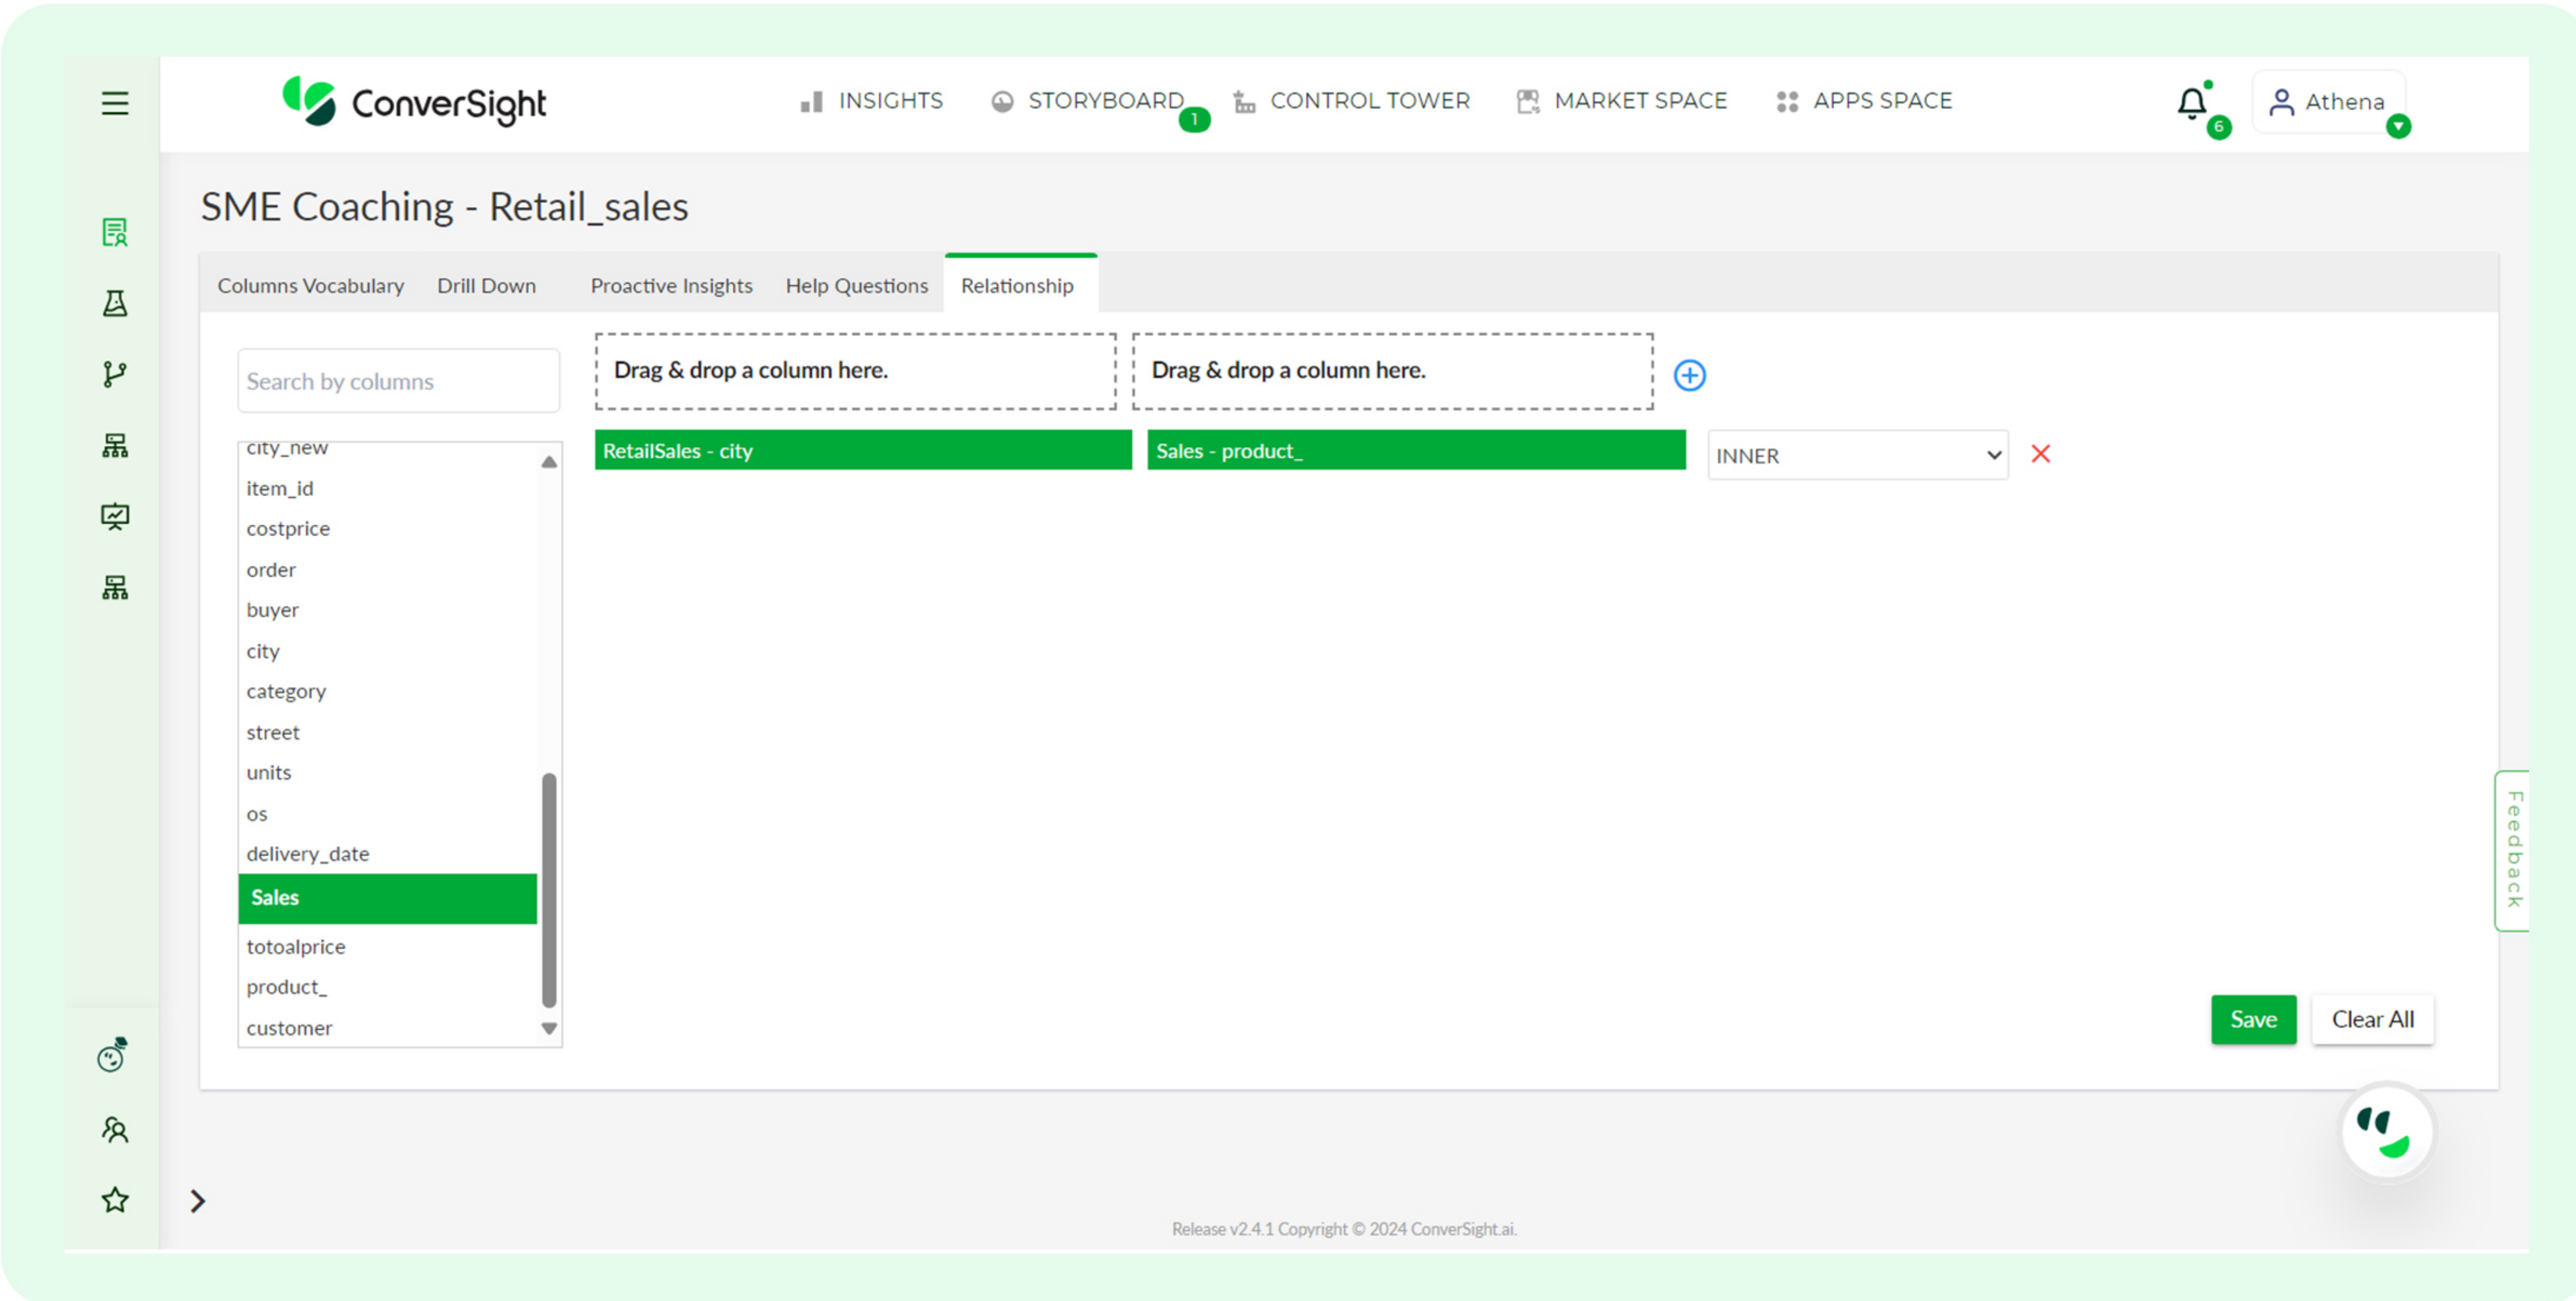 ConverSight
INSIGHTS
STORYBOARD
1
CONTROL TOWER
MARKET SPACE
APPS SPACE
6
Athena
SME Coaching - Retail_sales
Columns Vocabulary
Drill Down
Proactive Insights
Help Questions
Relationship
Search by columns
Drag & drop a column here.
Drag & drop a column here.
RetailSales - city
Sales - product_
INNER
city_new
item_id
costprice
order
buyer
city
category
street
units
os
delivery_date
Sales
totoalprice
product_
customer
Feedback
Save
Clear All
Release v2.4.1 Copyright © 2024 ConverSight.ai.